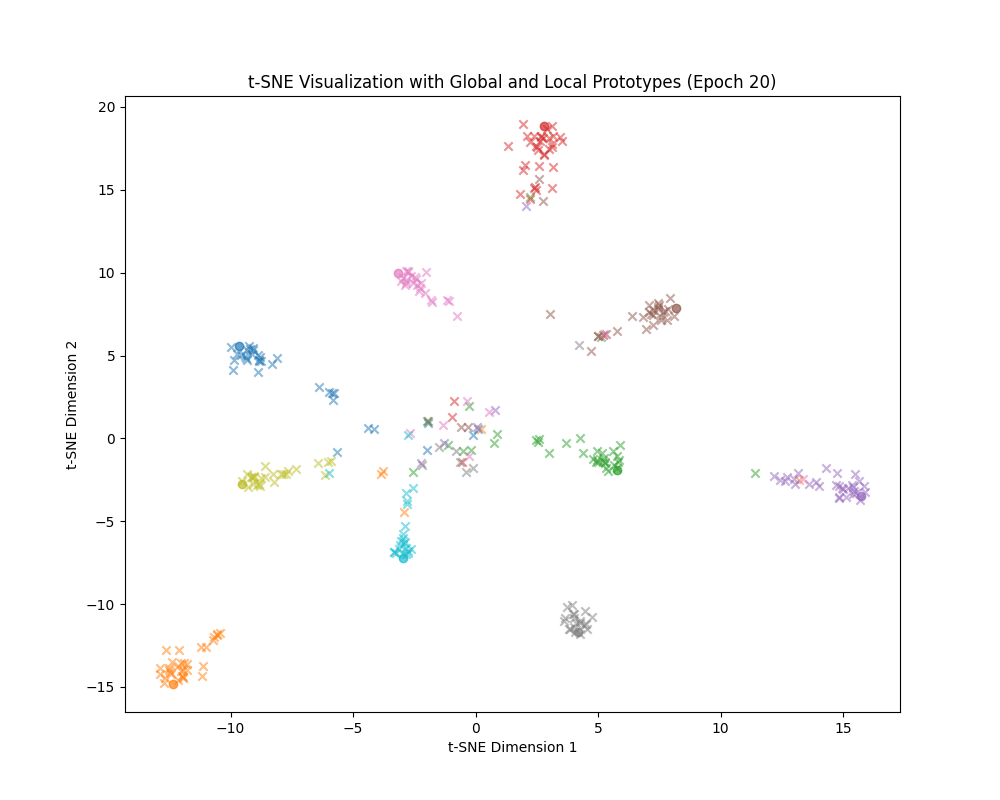 t-SNE Visualization with Global and Local Prototypes (Epoch 20)
20
15
10
5
0
−5
−10
−15
t-SNE Dimension 2
−10 −5 0 5 10 15
t-SNE Dimension 1